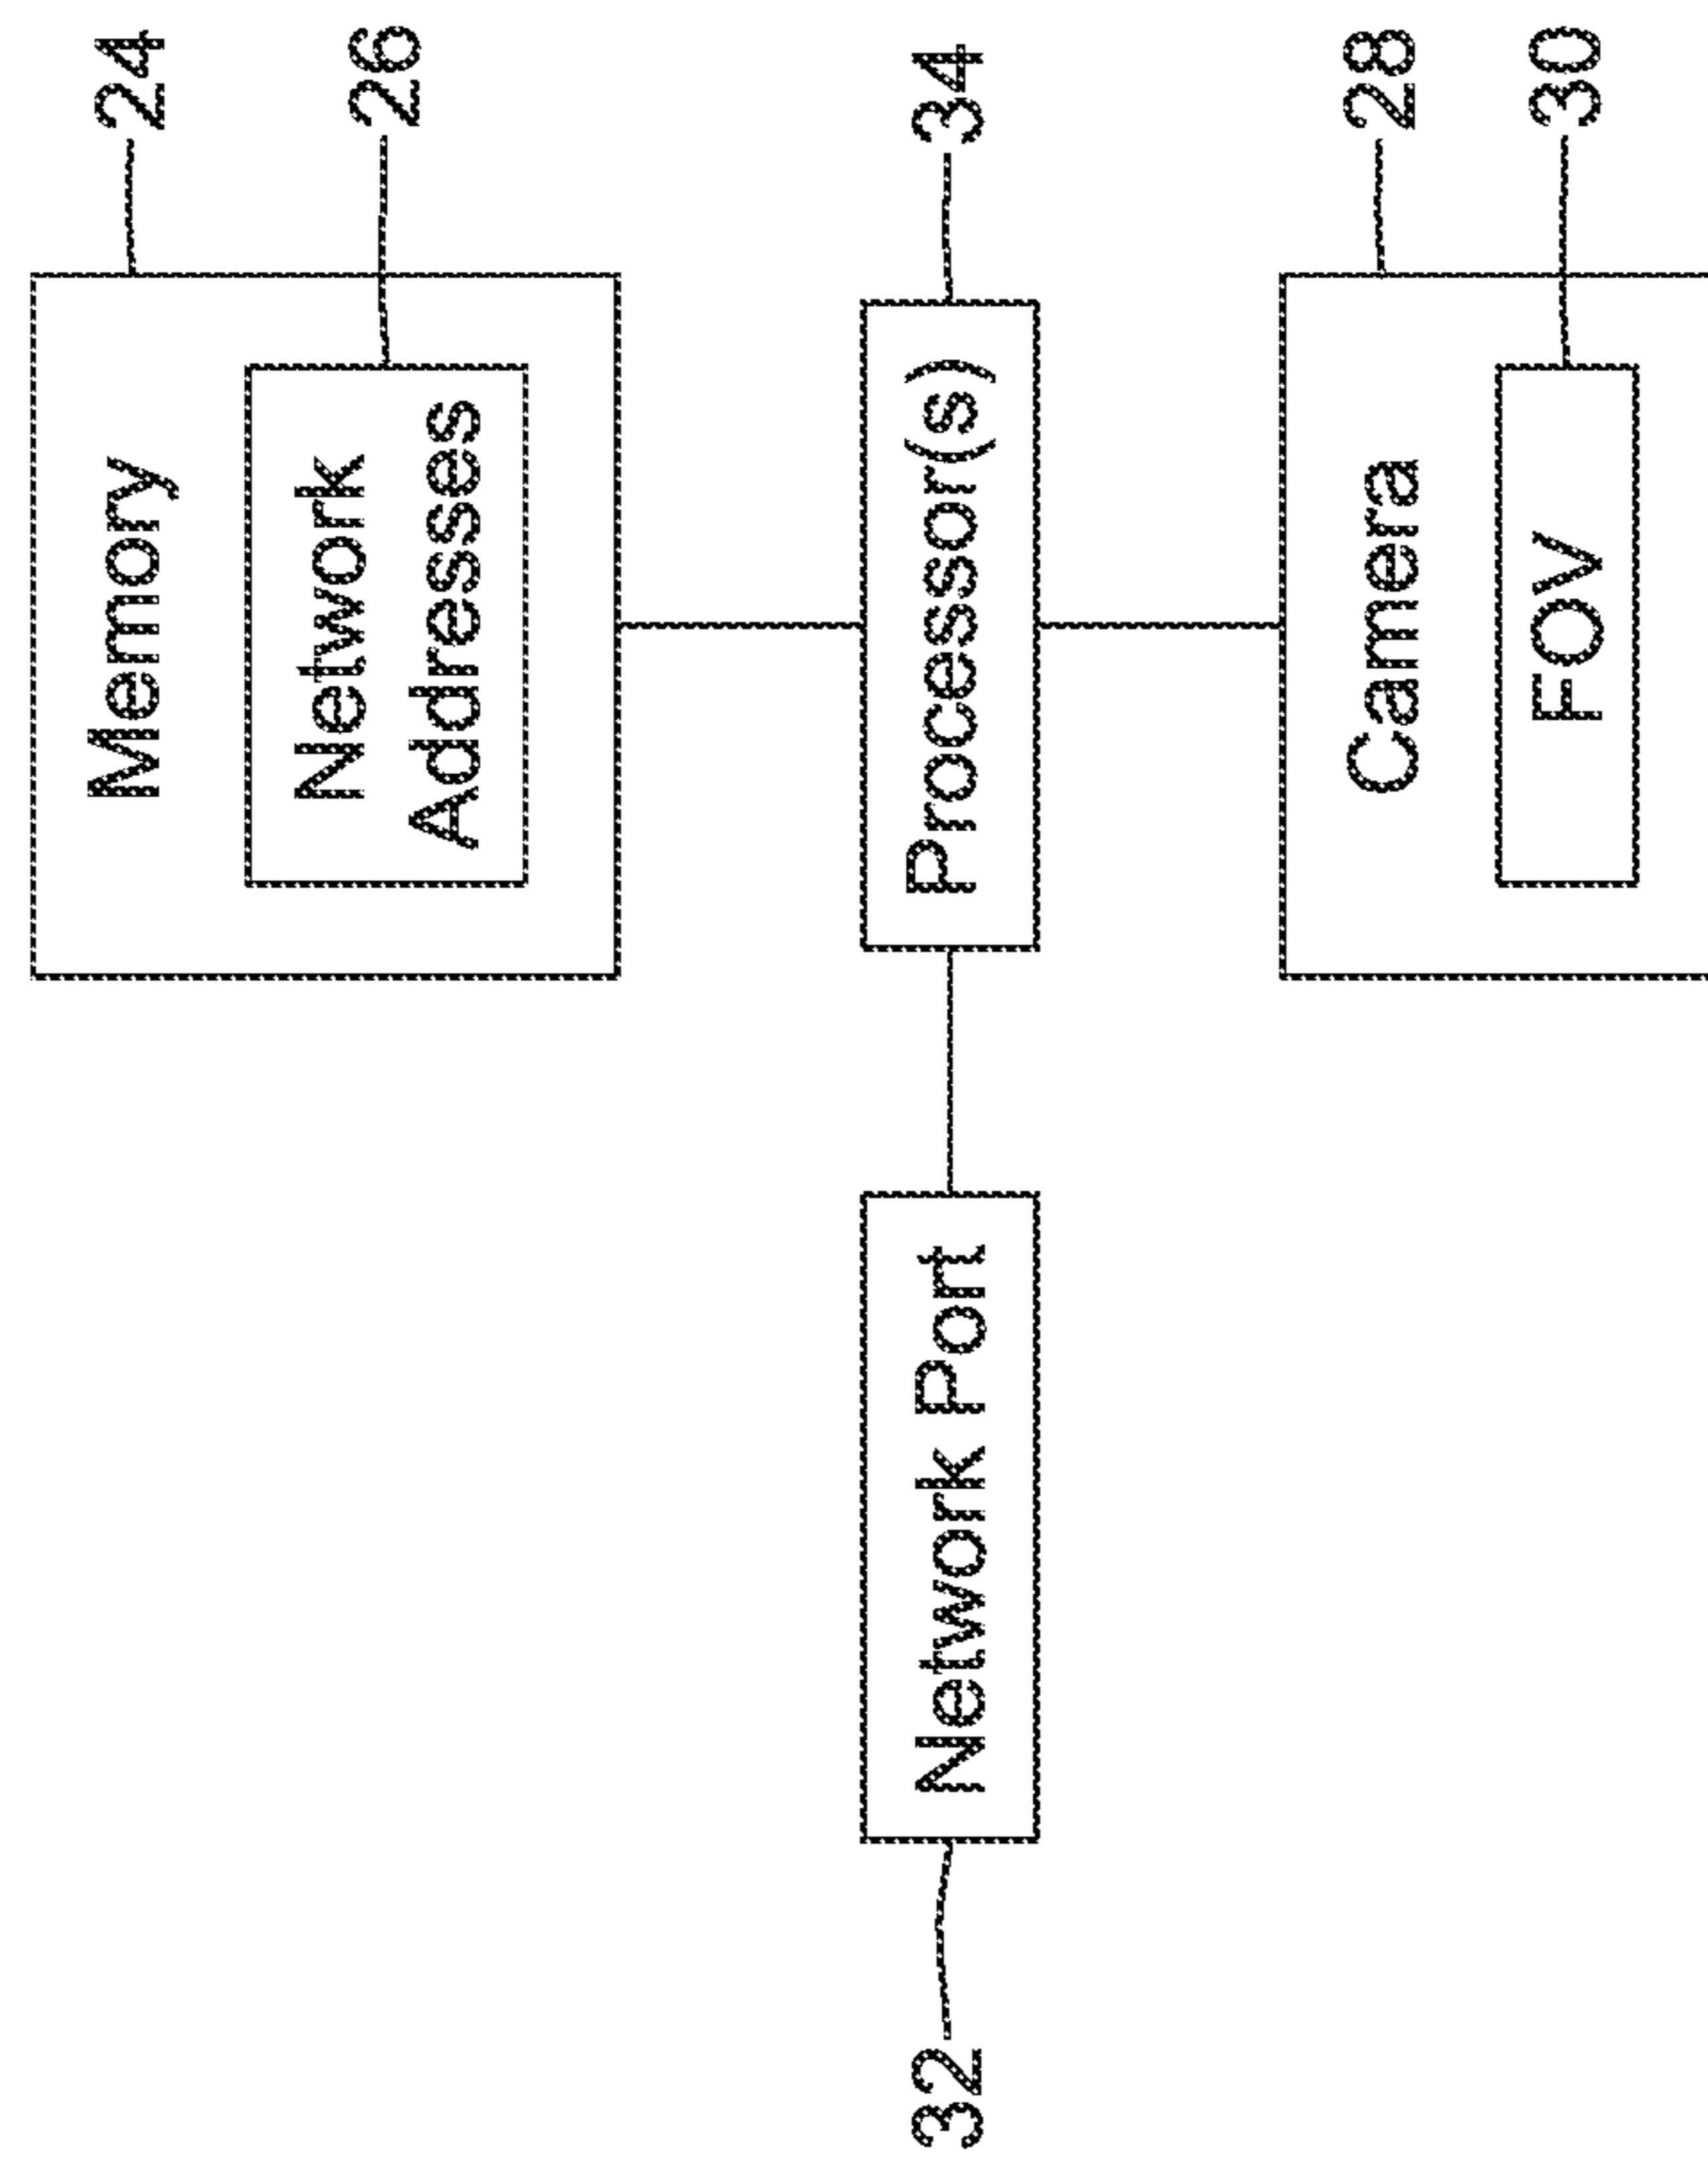 Memory
24
Network
Addresses
26
32
Network Port
Processor(s)
34
Camera
28
FOV
30